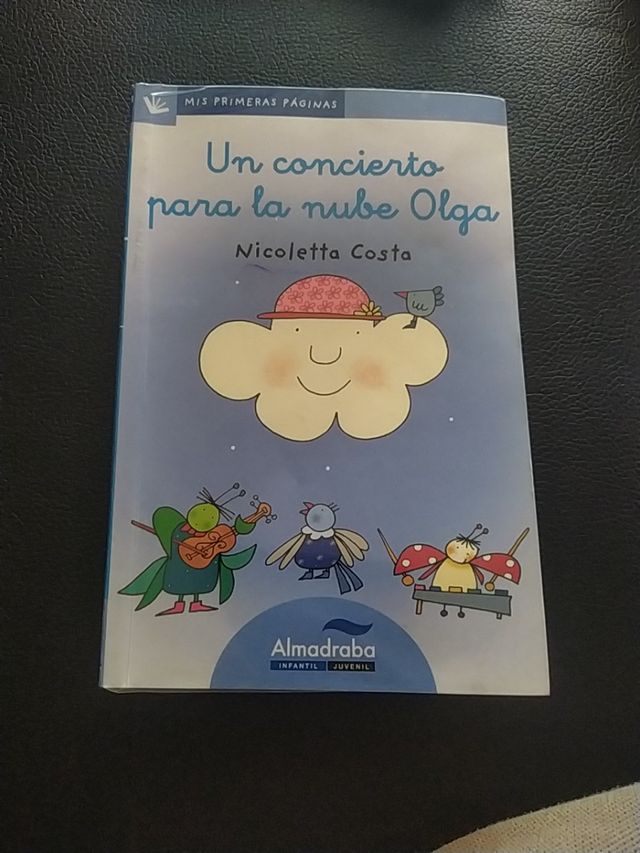 MIS PRIMERAS PÁGINAS
Un concierto
para la nube Olga
Nicoletta Costa
Almadraba
INFANTIL JUVENIL